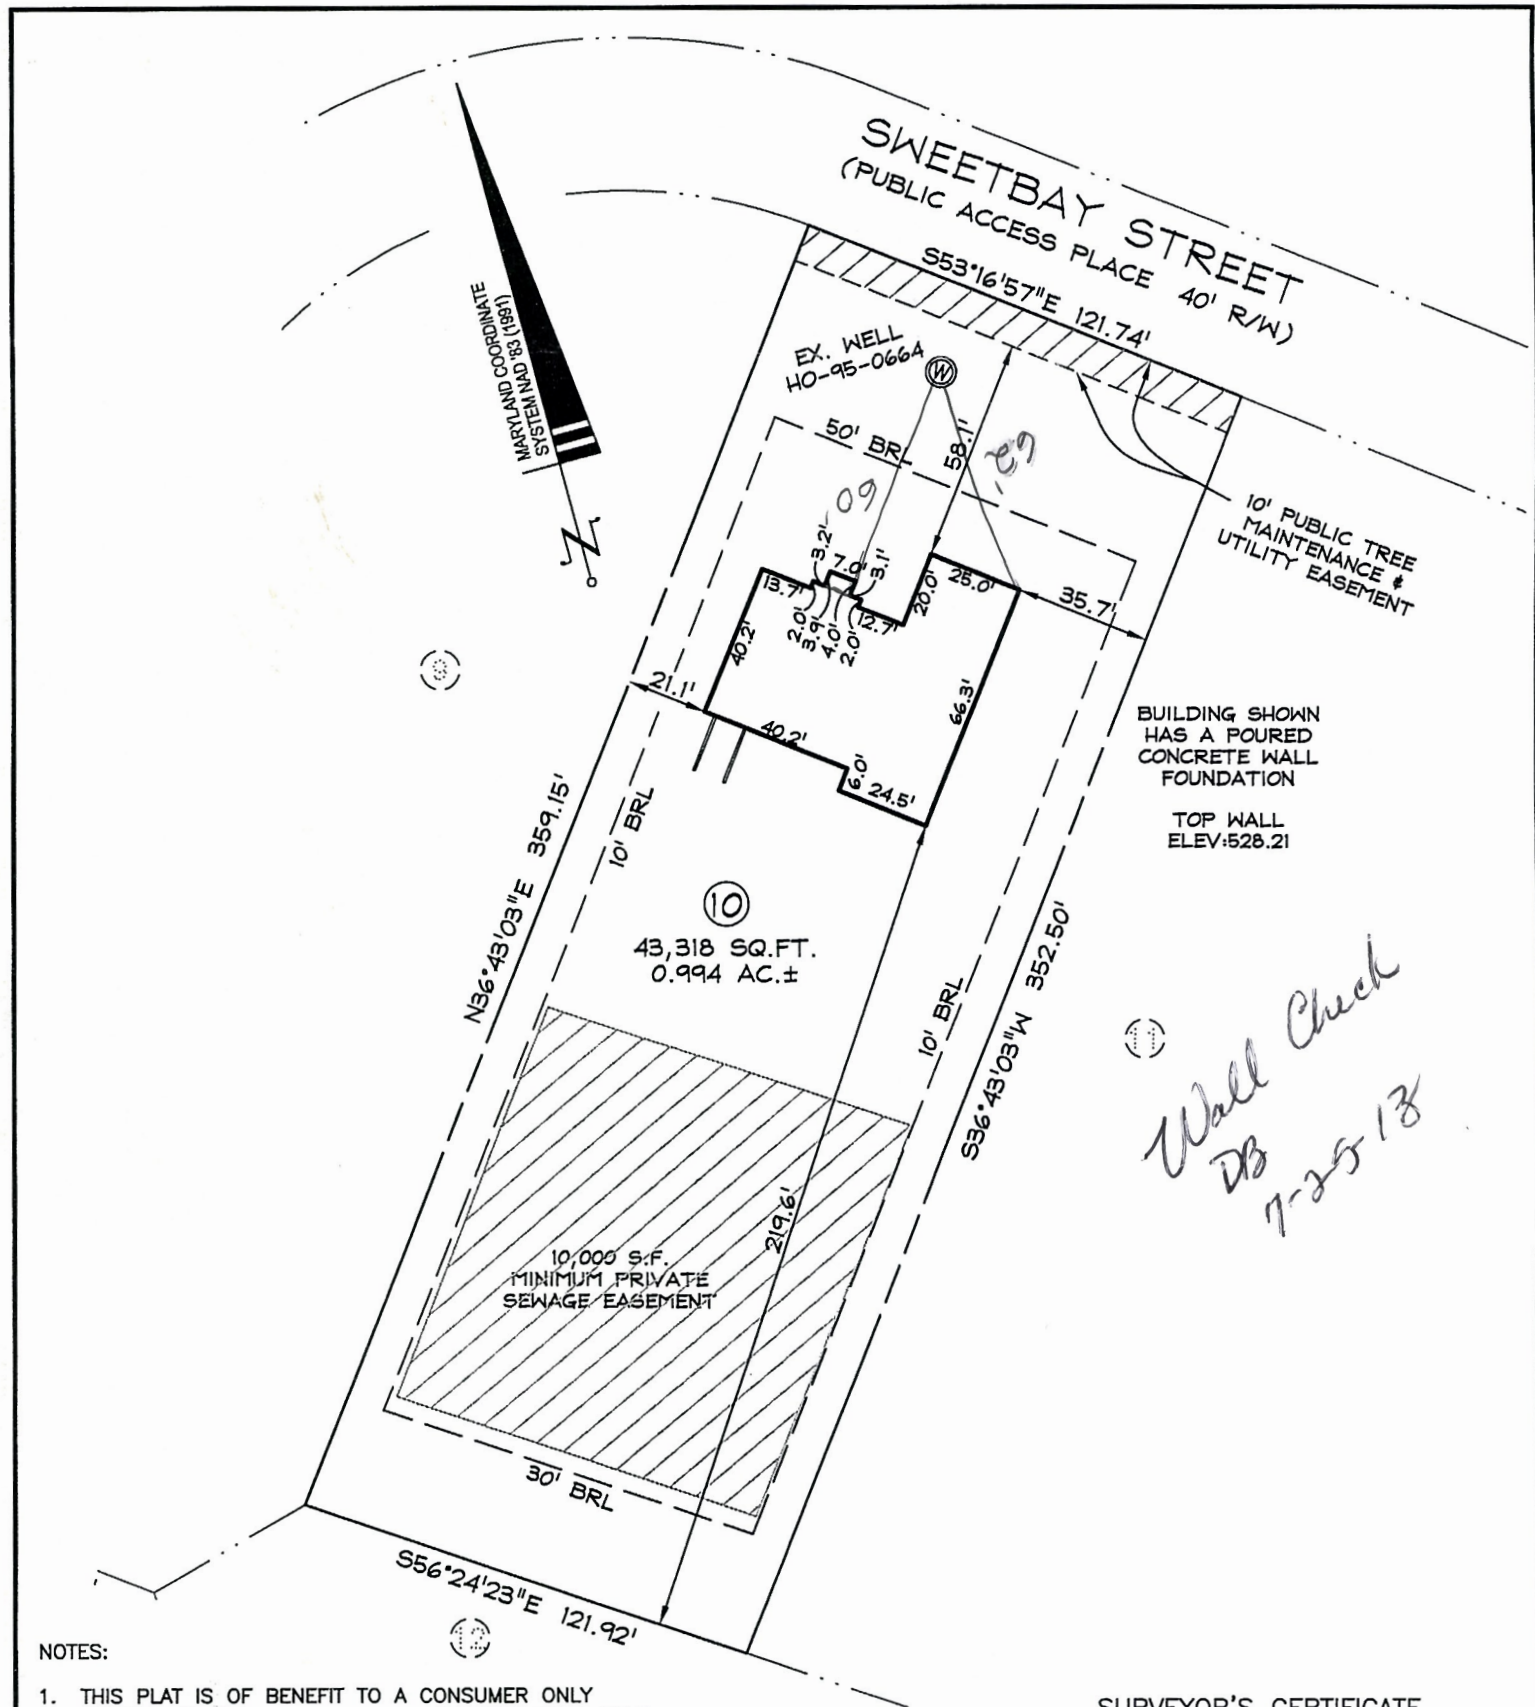 SWEETBAY STREET
(PUBLIC ACCESS PLACE 40' R/W)
S53°16'57"E 121.74'
MARYLAND COORDINATE
SYSTEM NAD '83 (1991)
EX. WELL
HO-95-0664
W
50' BRL
58.1'
60
62'
10' PUBLIC TREE
MAINTENANCE &
UTILITY EASEMENT
3.2'
7.0'
3.1'
13.7'
2.0'
3.9'
4.0'
2.0'
12.7'
20.0'
25.0'
35.7'
40.2'
21.1'
40.2'
6.0'
24.5'
66.3'
9
BUILDING SHOWN
HAS A POURED
CONCRETE WALL
FOUNDATION
TOP WALL
ELEV:528.21
N36°43'03"E 359.15'
10' BRL
10
43,318 SQ.FT.
0.994 AC.±
10' BRL
S36°43'03"W 352.50'
11
Wall Check
DB
7-25-13
219.6'
10,000 S.F.
MINIMUM PRIVATE
SEWAGE EASEMENT
30' BRL
S56°24'23"E 121.92'
12
NOTES:
1. THIS PLAT IS OF BENEFIT TO A CONSUMER ONLY
SURVEYOR'S CERTIFICATE